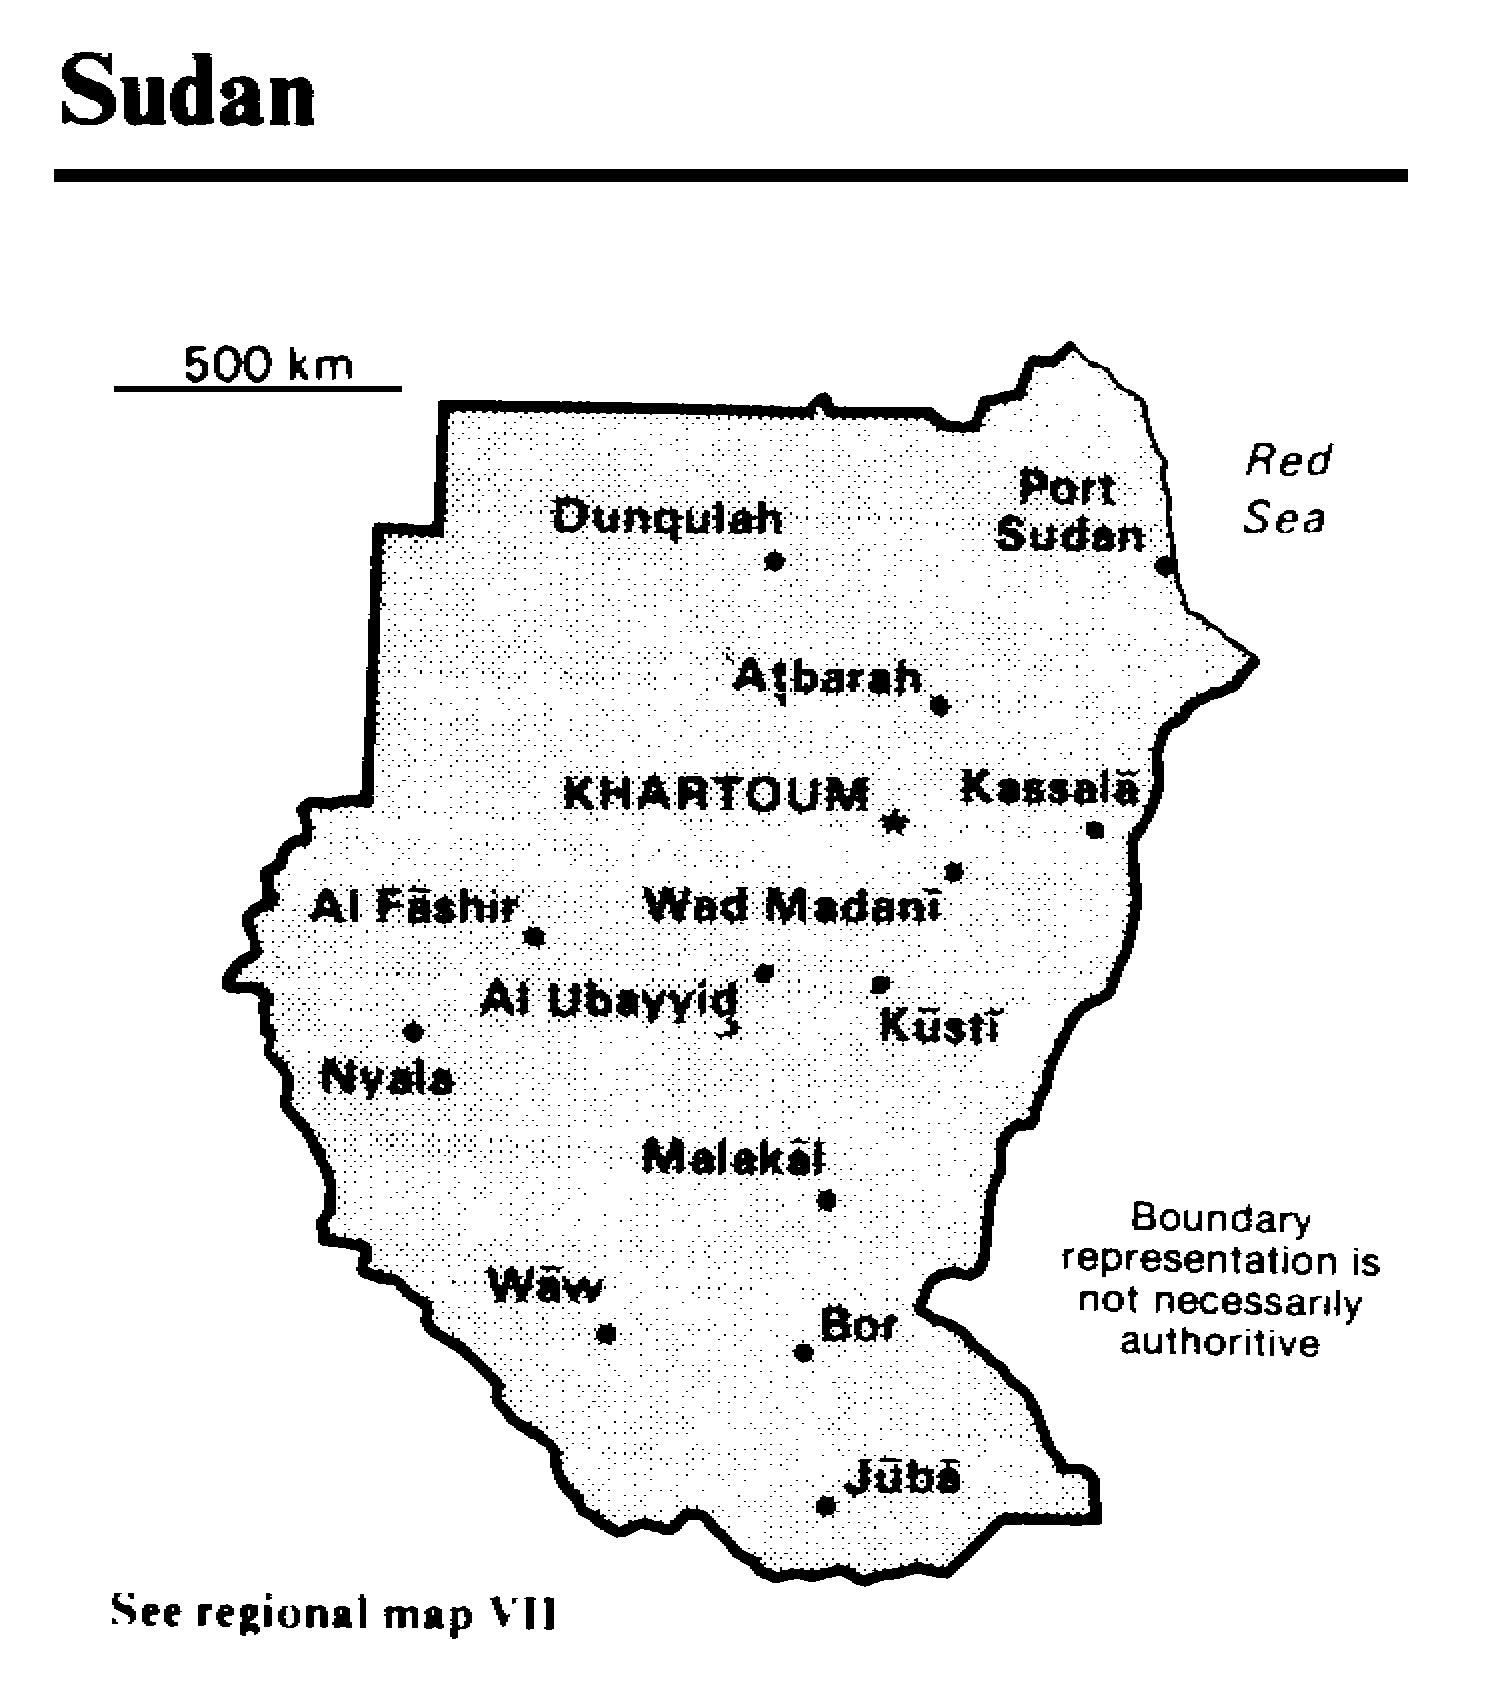 Sudan
500 km
Red
Sea
Port
Sudan
Dunqulah
Aṭbarah
KHARTOUM
Kassalā
Al Fāshir
Wad Madanī
Al Ubayyiḍ
Kūstī
Nyala
Malakāl
Boundary
representation is
not necessarily
authoritive
Wāw
Bor
Jūbā
See regional map VII